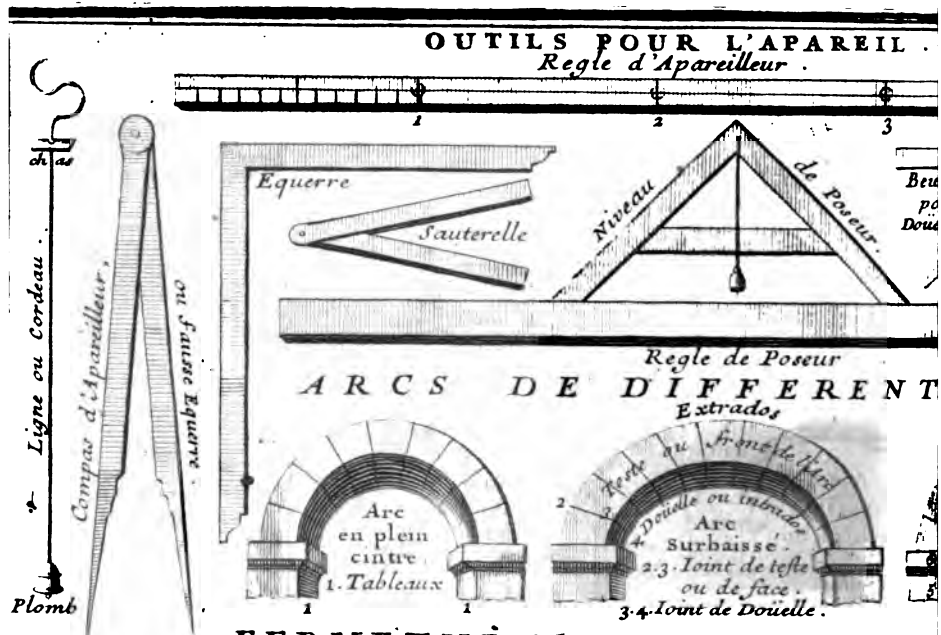 OUTILS POUR L'APAREIL.
Regle d'Apareilleur.
1 2 3
chas
Ligne ou Cordeau.
Plomb
Compas d'Apareilleur.
ou fausse Equerre
Equerre
Sauterelle
Niveau de Poseur.
Regle de Poseur
ARCS DE DIFFERENT
Extrados
Teste ou front de l'Arc
Doüelle ou intrados
2
3
4
Arc
en plein
cintre.
1. Tableaux
1 1
Arc
Surbaissé.
2.3. Ioint de teste
ou de face.
3.4. Ioint de Doüelle.